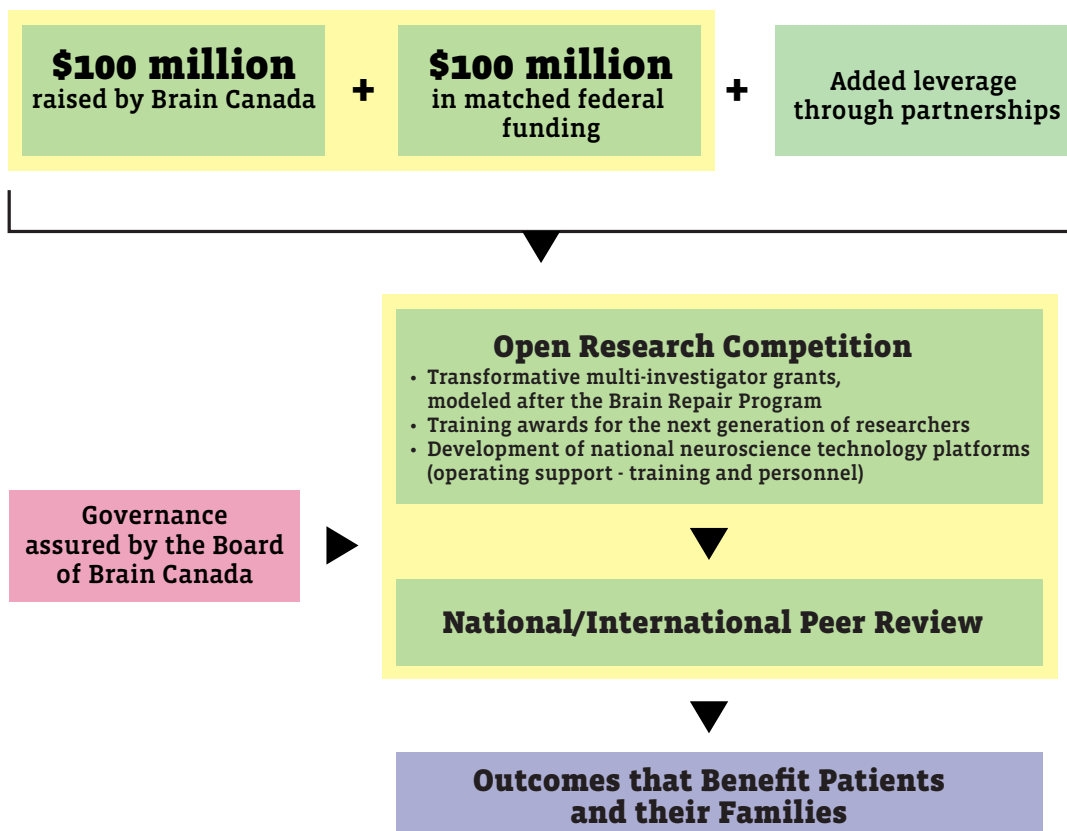 $100 million
raised by Brain Canada
+
$100 million
in matched federal
funding
+
Added leverage
through partnerships
Open Research Competition
• Transformative multi-investigator grants,
modeled after the Brain Repair Program
• Training awards for the next generation of researchers
• Development of national neuroscience technology platforms
(operating support - training and personnel)
Governance
assured by the Board
of Brain Canada
National/International Peer Review
Outcomes that Benefit Patients
and their Families